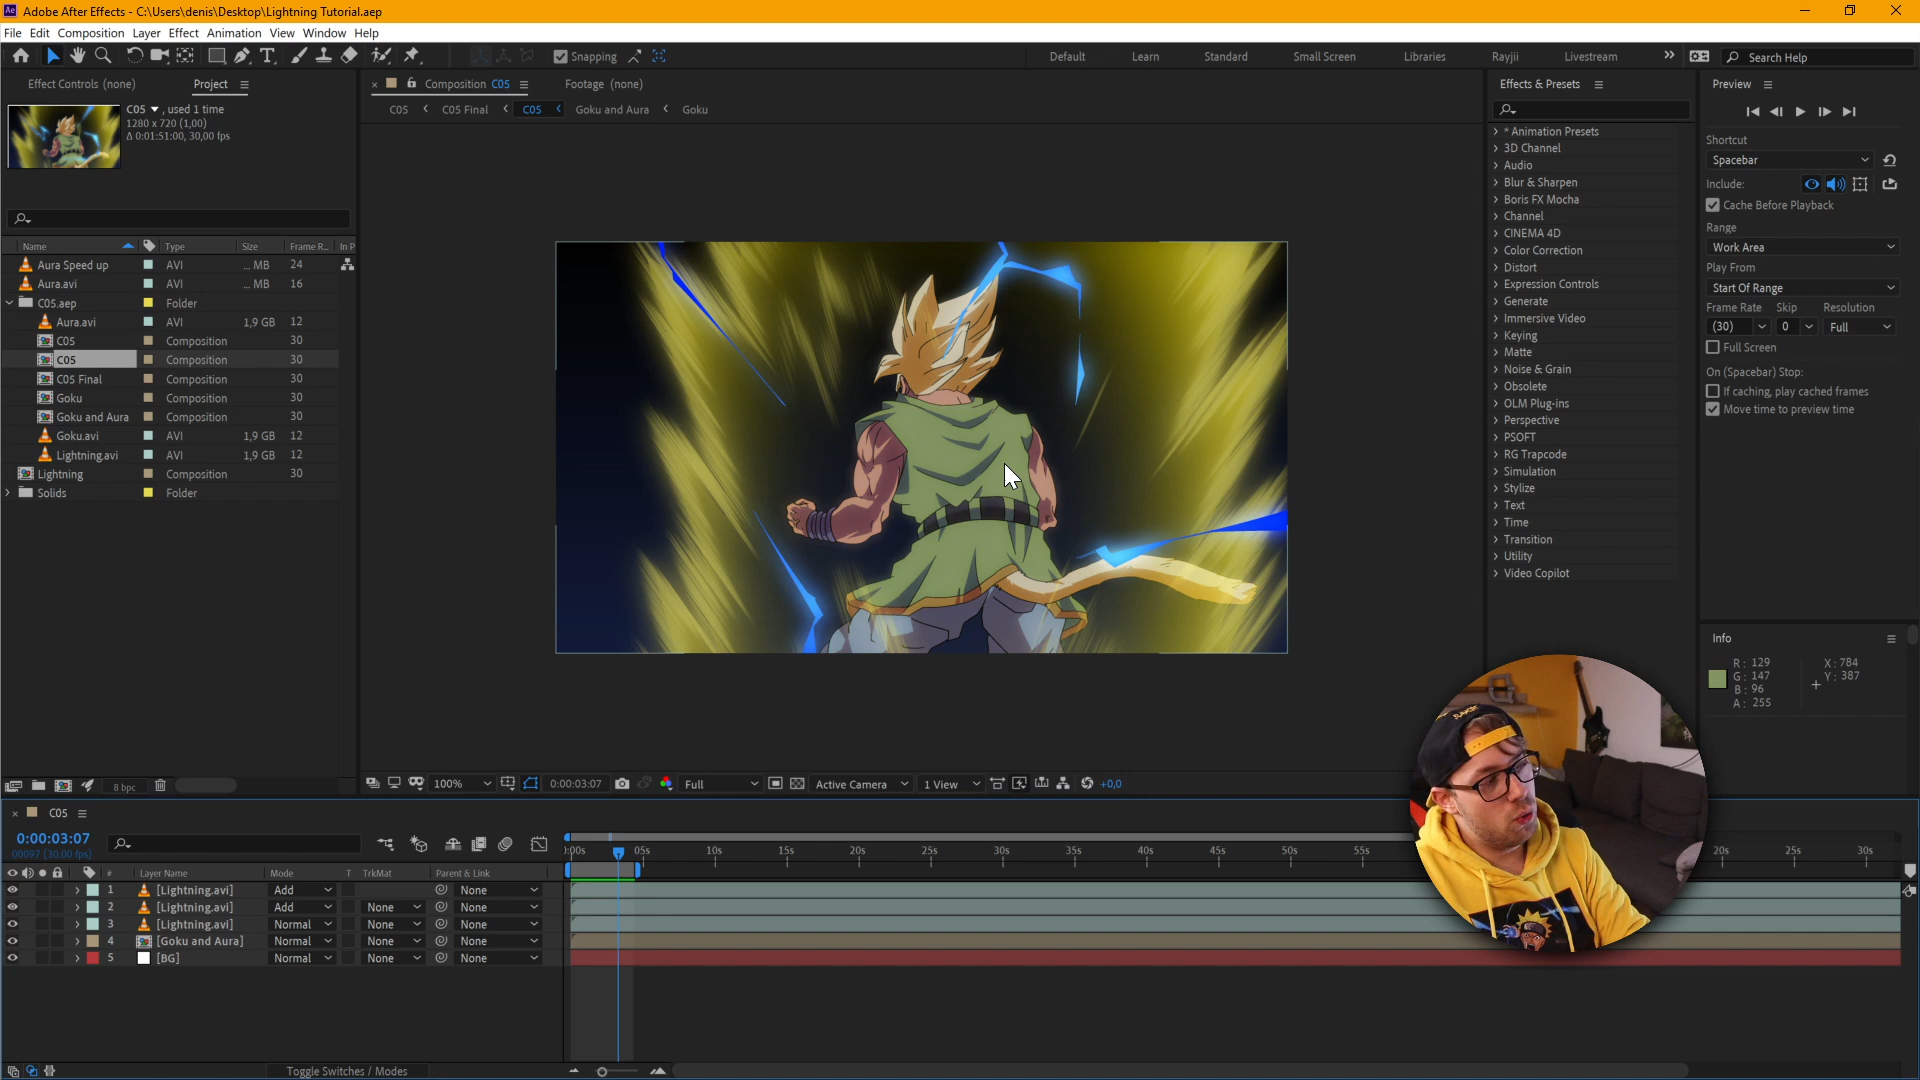 Ae Adobe After Effects - C:\Users\denis\Desktop\Lightning Tutorial.aep
File Edit Composition Layer Effect Animation View Window Help
Snapping Default Learn Standard Small Screen Libraries Rayjii Livestream Search Help
Effect Controls (none) Project
Composition C05 Footage (none)
C05 C05 Final C05 Goku and Aura Goku
C05 , used 1 time
1280 x 720 (1,00)
Δ 0:01:51:00, 30,00 fps
Name Type Size Frame R... In P
Aura Speed up AVI ... MB 24
Aura.avi AVI ... MB 16
C05.aep Folder
Aura.avi AVI 1,9 GB 12
C05 Composition 30
C05 Composition 30
C05 Final Composition 30
Goku Composition 30
Goku and Aura Composition 30
Goku.avi AVI 1,9 GB 12
Lightning.avi AVI 1,9 GB 12
Lightning Composition 30
Solids Folder
8 bpc
100% 0:00:03:07 Full Active Camera 1 View +0,0
Effects & Presets
* Animation Presets
3D Channel
Audio
Blur & Sharpen
Boris FX Mocha
Channel
CINEMA 4D
Color Correction
Distort
Expression Controls
Generate
Immersive Video
Keying
Matte
Noise & Grain
Obsolete
OLM Plug-ins
Perspective
PSOFT
RG Trapcode
Simulation
Stylize
Text
Time
Transition
Utility
Video Copilot
Preview
Shortcut
Spacebar
Include:
Cache Before Playback
Range
Work Area
Play From
Start Of Range
Frame Rate Skip Resolution
(30) 0 Full
Full Screen
On (Spacebar) Stop:
If caching, play cached frames
Move time to preview time
Info
R: 129 X: 784
G: 147 Y: 387
B: 96
A: 255
C05
0:00:03:07
00097 (30.00 fps)
:00s 05s 10s 15s 20s 25s 30s 35s 45s 50s 55s 20s 25s 30s
# Layer Name Mode T TrkMat Parent & Link
1 [Lightning.avi] Add None
2 [Lightning.avi] Add None None
3 [Lightning.avi] Normal None None
4 [Goku and Aura] Normal None None
5 [BG] Normal None None
Toggle Switches / Modes